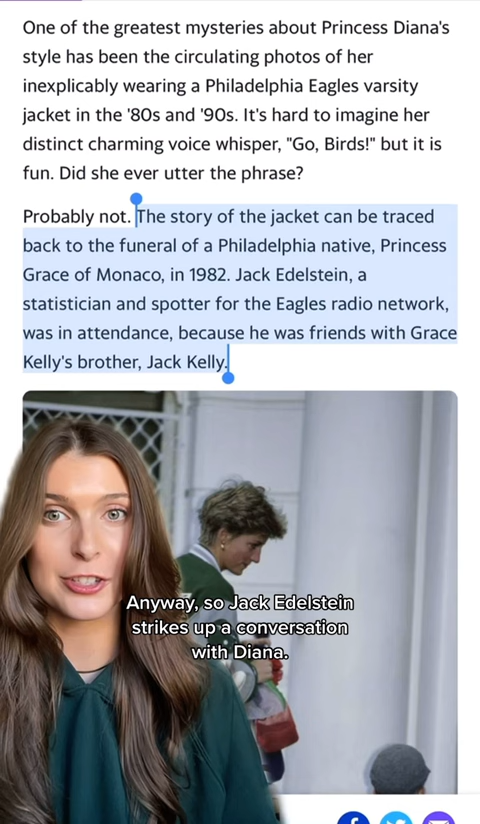 One of the greatest mysteries about Princess Diana's
style has been the circulating photos of her
inexplicably wearing a Philadelphia Eagles varsity
jacket in the '80s and '90s. It's hard to imagine her
distinct charming voice whisper, "Go, Birds!" but it is
fun. Did she ever utter the phrase?
Probably not. The story of the jacket can be traced
back to the funeral of a Philadelphia native, Princess
Grace of Monaco, in 1982. Jack Edelstein, a
statistician and spotter for the Eagles radio network,
was in attendance, because he was friends with Grace
Kelly's brother, Jack Kelly.
Anyway, so Jack Edelstein
strikes up a conversation
with Diana.